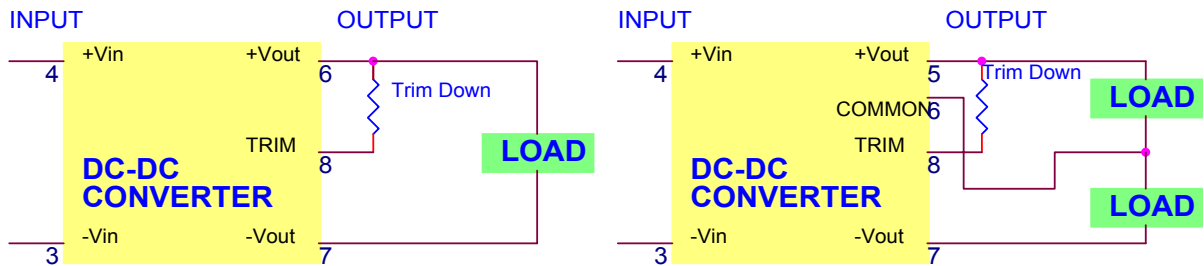 INPUT
OUTPUT
+Vin
+Vout
4
6
Trim Down
TRIM
8
LOAD
DC-DC
CONVERTER
-Vin
-Vout
3
7
INPUT
OUTPUT
+Vin
+Vout
4
5
Trim Down
LOAD
COMMON
6
TRIM
8
DC-DC
CONVERTER
LOAD
-Vin
-Vout
3
7